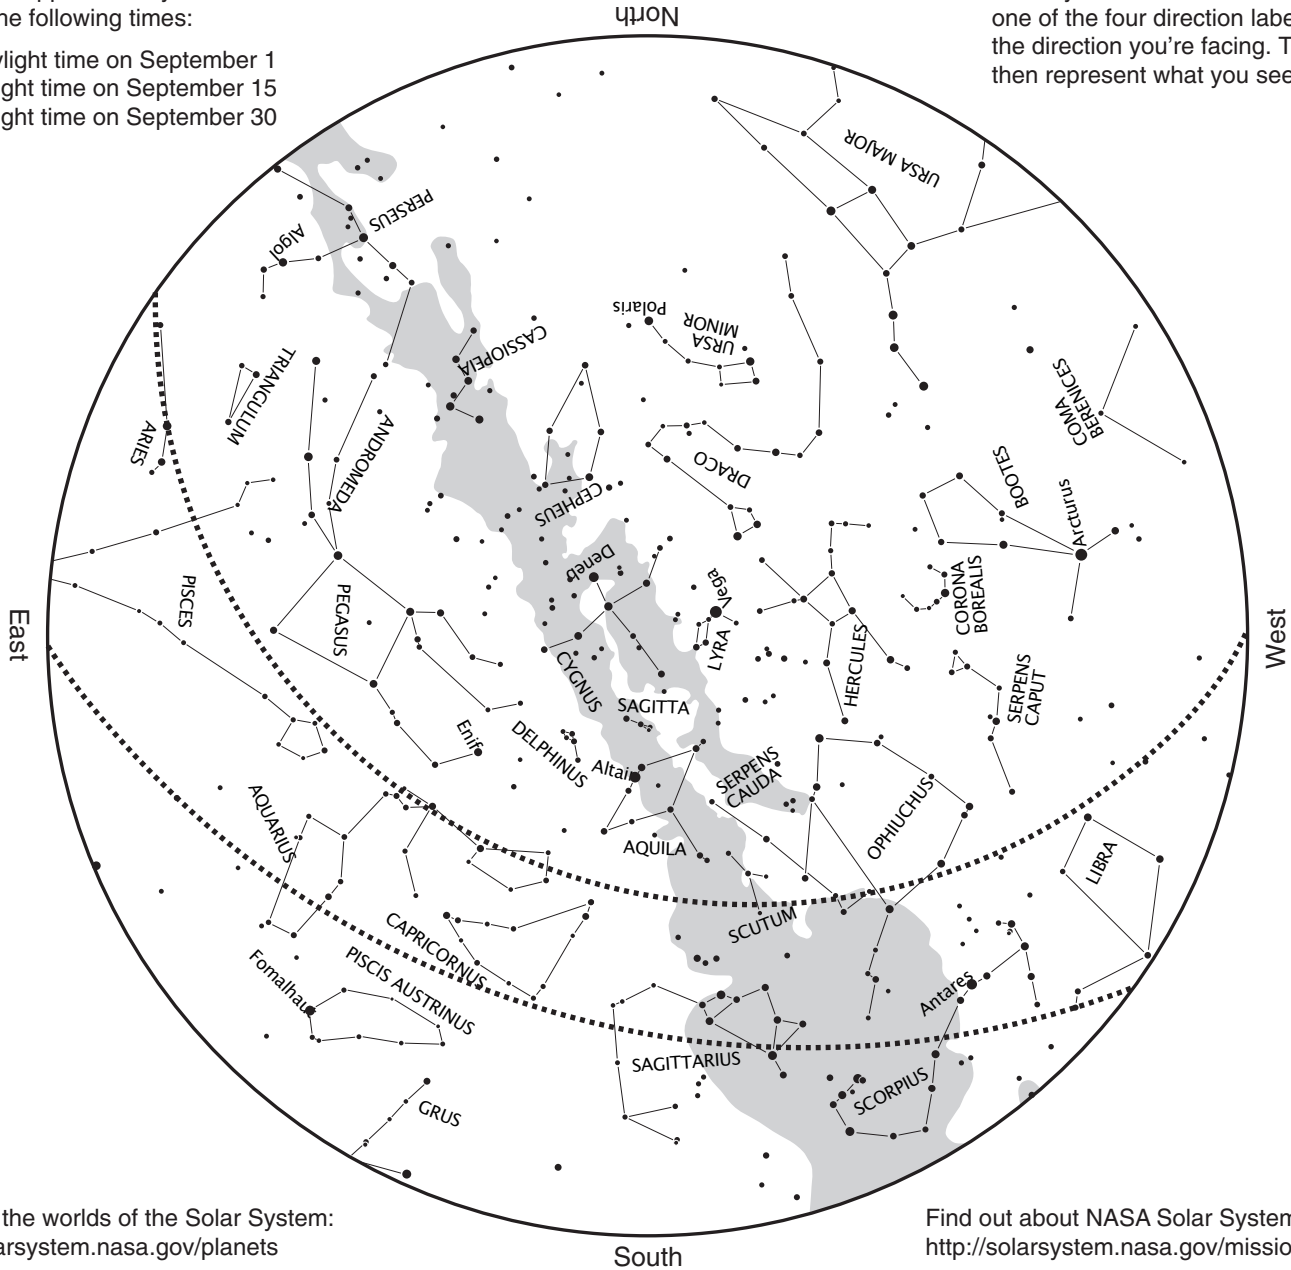 he following times:
ylight time on September 1
ght time on September 15
ght time on September 30
North
one of the four direction labe
the direction you're facing. T
then represent what you see
URSA MAJOR
PERSEUS
Algol
Polaris
URSA
MINOR
CASSIOPEIA
TRIANGULUM
ARIES
ANDROMEDA
COMA
BERENICES
DRACO
BOOTES
Arcturus
CEPHEUS
Deneb
Vega
LYRA
CORONA
BOREALIS
PISCES
PEGASUS
East
West
CYGNUS
HERCULES
SERPENS
CAPUT
SAGITTA
Enif
DELPHINUS
Altair
SERPENS
CAUDA
AQUARIUS
AQUILA
OPHIUCHUS
LIBRA
SCUTUM
CAPRICORNUS
Fomalhaut
PISCIS AUSTRINUS
Antares
SAGITTARIUS
SCORPIUS
GRUS
the worlds of the Solar System:
arsystem.nasa.gov/planets
South
Find out about NASA Solar System
http://solarsystem.nasa.gov/missio